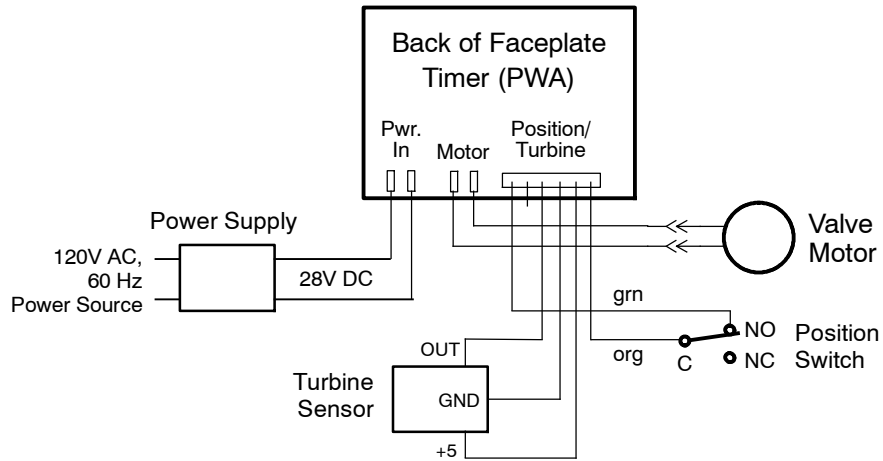 Back of Faceplate
Timer (PWA)
Pwr.
In
Motor
Position/
Turbine
Power Supply
120V AC,
60 Hz
Power Source
28V DC
Valve
Motor
grn
org
C
NO
NC
Position
Switch
OUT
GND
+5
Turbine
Sensor